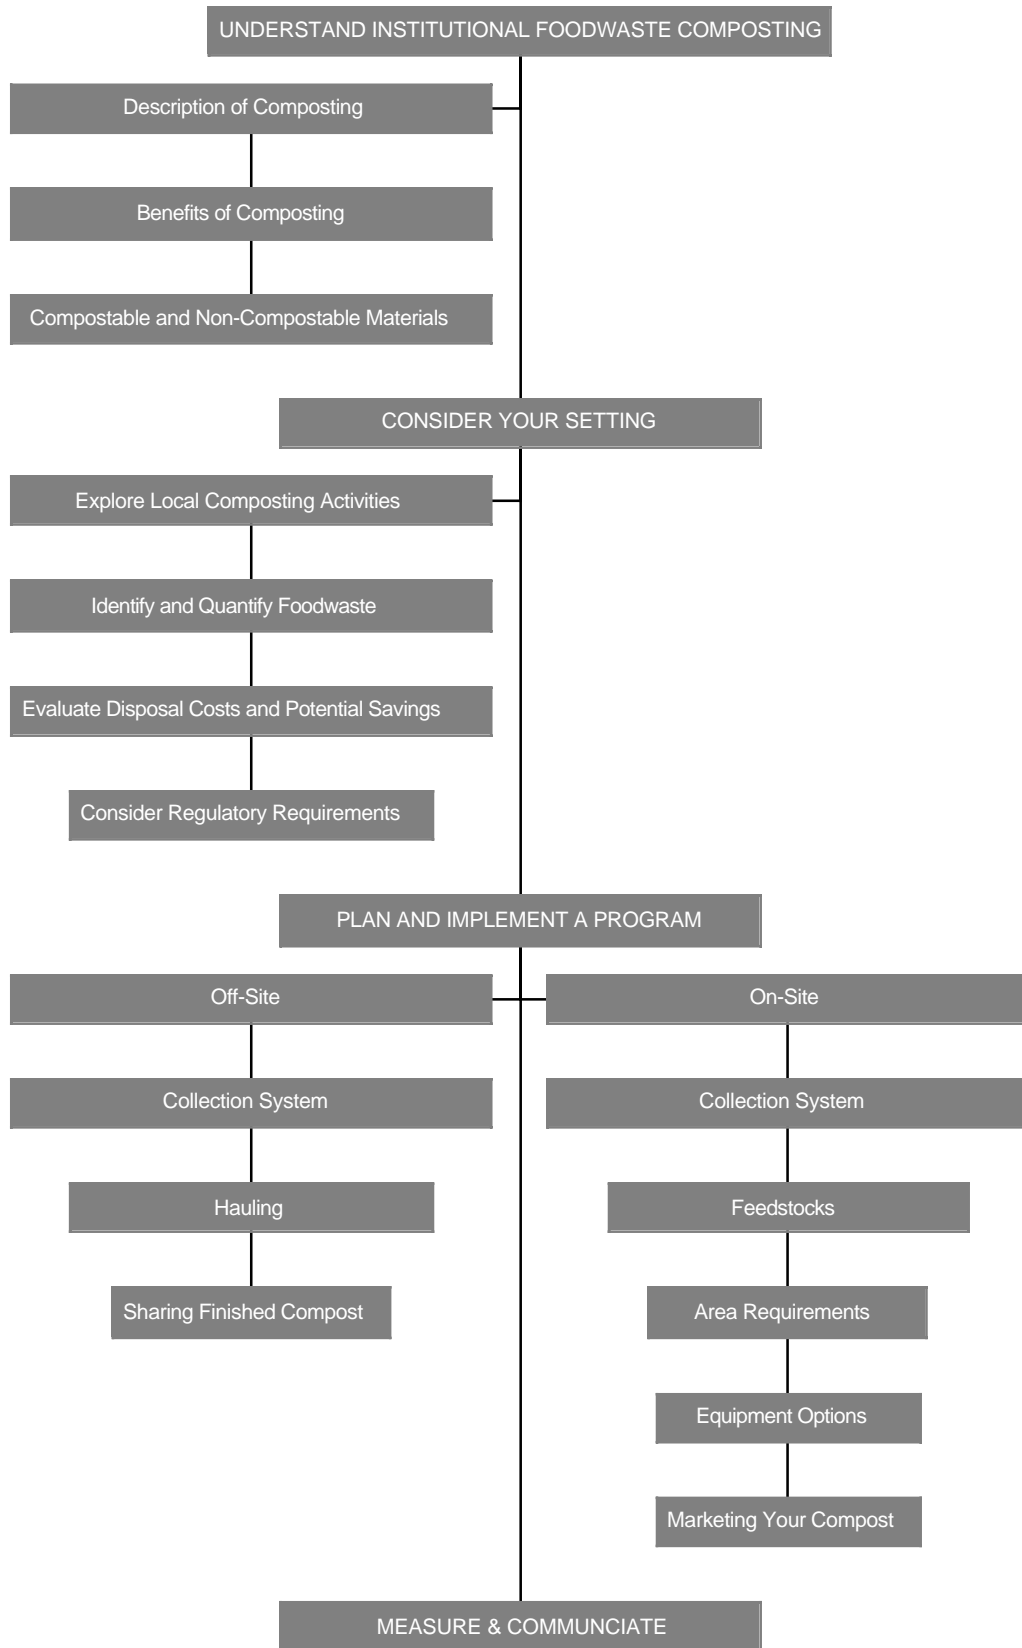 UNDERSTAND INSTITUTIONAL FOODWASTE COMPOSTING
Description of Composting
Benefits of Composting
Compostable and Non-Compostable Materials
CONSIDER YOUR SETTING
Explore Local Composting Activities
Identify and Quantify Foodwaste
Evaluate Disposal Costs and Potential Savings
Consider Regulatory Requirements
PLAN AND IMPLEMENT A PROGRAM
Off-Site
Collection System
Hauling
Sharing Finished Compost
On-Site
Collection System
Feedstocks
Area Requirements
Equipment Options
Marketing Your Compost
MEASURE & COMMUNCIATE